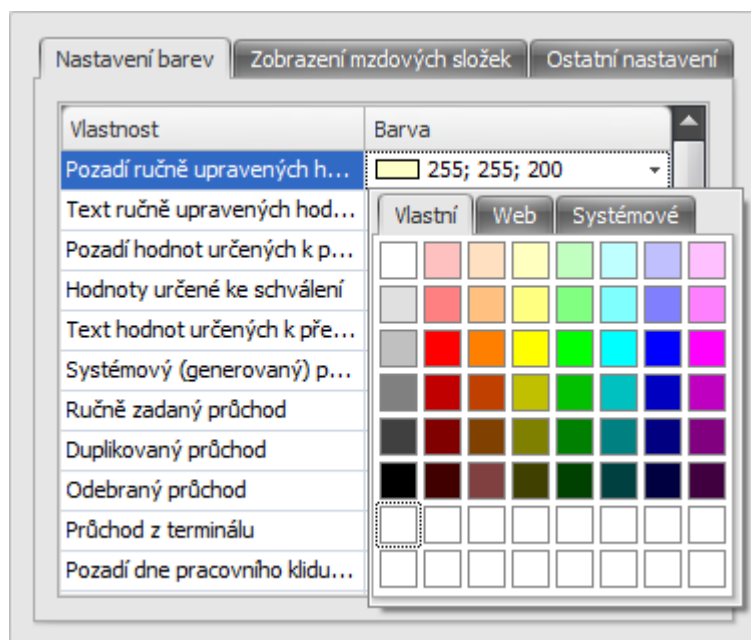 Nastavení barev Zobrazení mzdových složek Ostatní nastavení
Vlastnost Barva
Pozadí ručně upravených h... 255; 255; 200
Text ručně upravených hod...
Vlastní Web Systémové
Pozadí hodnot určených k p...
Hodnoty určené ke schválení
Text hodnot určených k pře...
Systémový (generovaný) p...
Ručně zadaný průchod
Duplikovaný průchod
Odebraný průchod
Průchod z terminálu
Pozadí dne pracovního klidu...